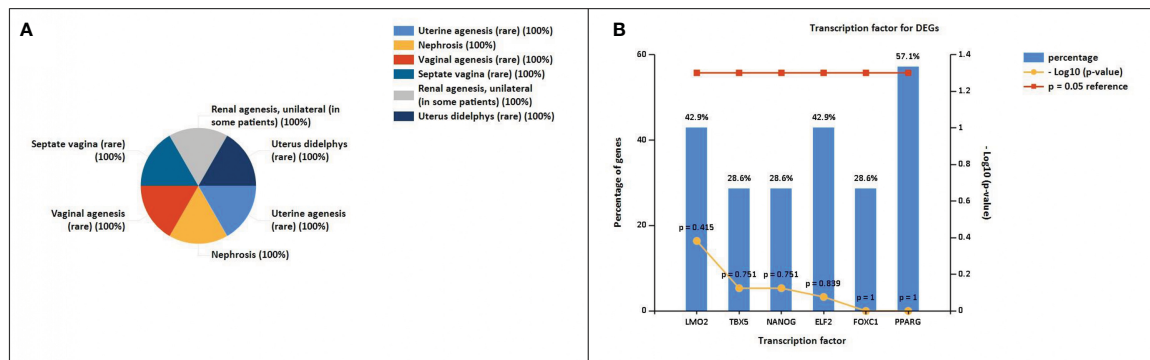 A
Uterine agenesis (rare) (100%)
Nephrosis (100%)
Vaginal agenesis (rare) (100%)
Septate vagina (rare) (100%)
Renal agenesis, unilateral
(in some patients) (100%)
Uterus didelphys (rare) (100%)
Renal agenesis, unilateral (in
some patients) (100%)
Septate vagina (rare)
(100%)
Uterus didelphys
(rare) (100%)
Vaginal agenesis
(rare) (100%)
Uterine agenesis
(rare) (100%)
Nephrosis (100%)
B
Transcription factor for DEGs
percentage
- Log10 (p-value)
p = 0.05 reference
Percentage of genes
60
40
20
0
42.9%
28.6%
28.6%
42.9%
28.6%
57.1%
p = 0.415
p = 0.751
p = 0.751
p = 0.839
p = 1
p = 1
1.4
1.2
1
0.8
0.6
0.4
0.2
0
- Log10 (p-value)
LMO2
TBX5
NANOG
ELF2
FOXC1
PPARG
Transcription factor